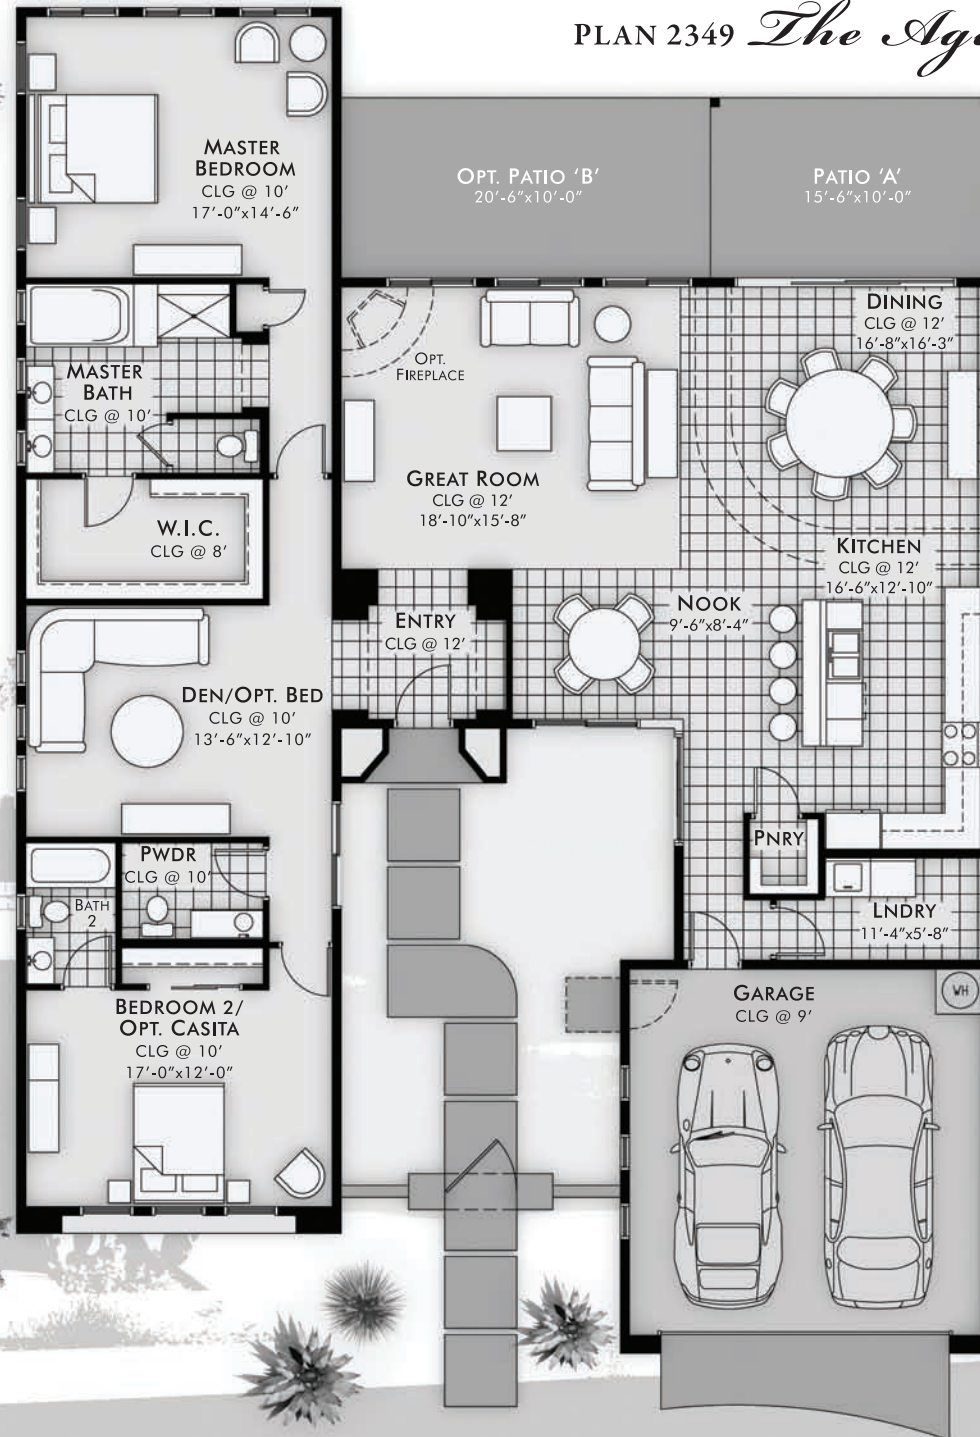 PLAN 2349 The
MASTER
BEDROOM
CLG @ 10'
17'-0"x14'-6"
OPT. PATIO 'B'
20'-6"x10'-0"
PATIO 'A'
15'-6"x10'-0"
DINING
CLG @ 12'
16'-8"x16'-3"
OPT.
FIREPLACE
MASTER
BATH
CLG @ 10'
GREAT ROOM
CLG @ 12'
18'-10"x15'-8"
W.I.C.
CLG @ 8'
KITCHEN
CLG @ 12'
16'-6"x12'-10"
NOOK
9'-6"x8'-4"
ENTRY
CLG @ 12'
DEN/OPT. BED
CLG @ 10'
13'-6"x12'-10"
PNRY
PWDR
CLG @ 10'
BATH
2
LNDRY
11'-4"x5'-8"
BEDROOM 2/
OPT. CASITA
CLG @ 10'
17'-0"x12'-0"
GARAGE
CLG @ 9'
WH